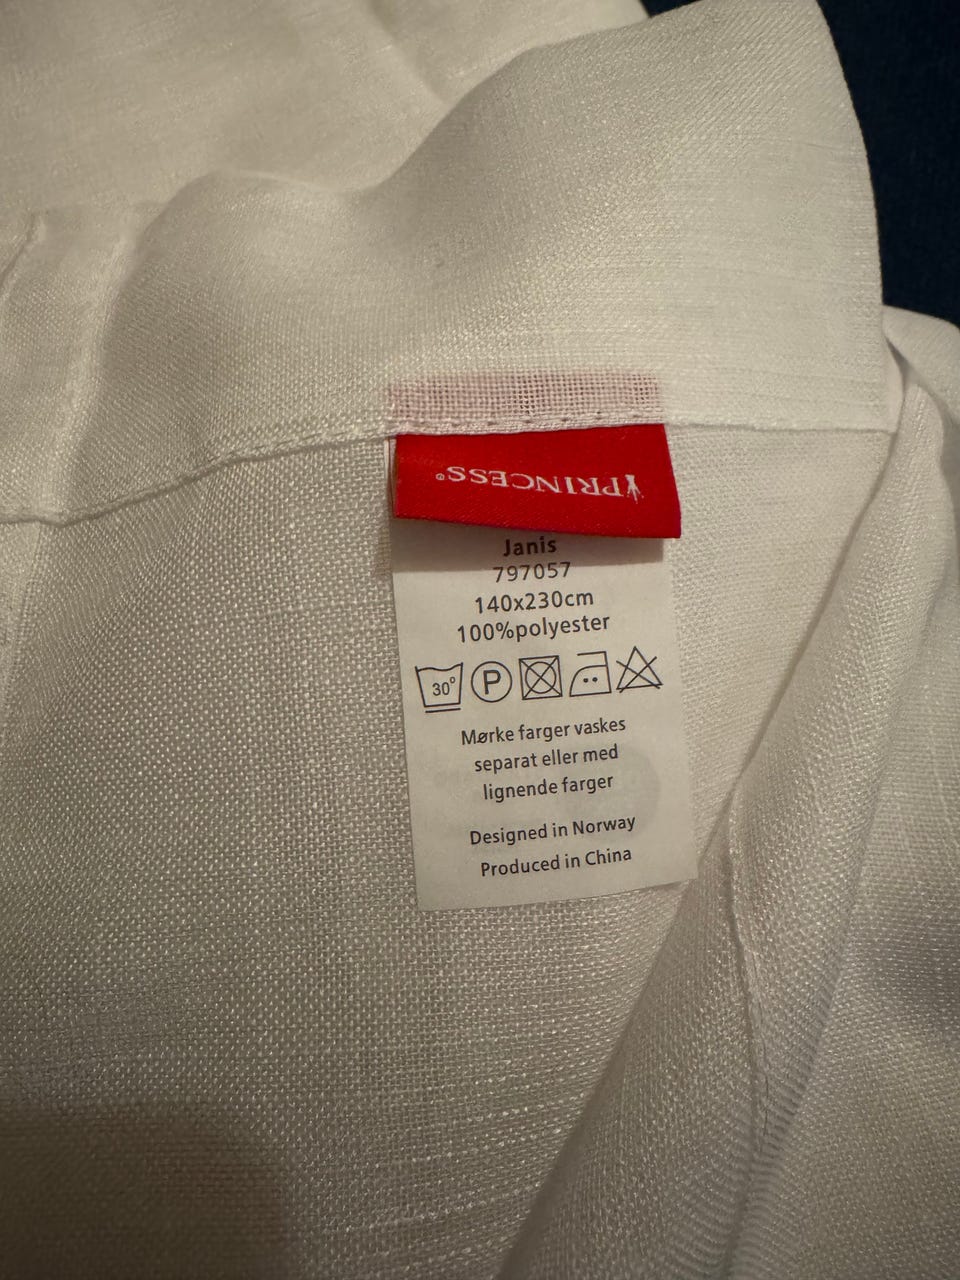 PRINCESS®
Janis
797057
140x230cm
100%polyester
30° P
Mørke farger vaskes
separat eller med
lignende farger
Designed in Norway
Produced in China